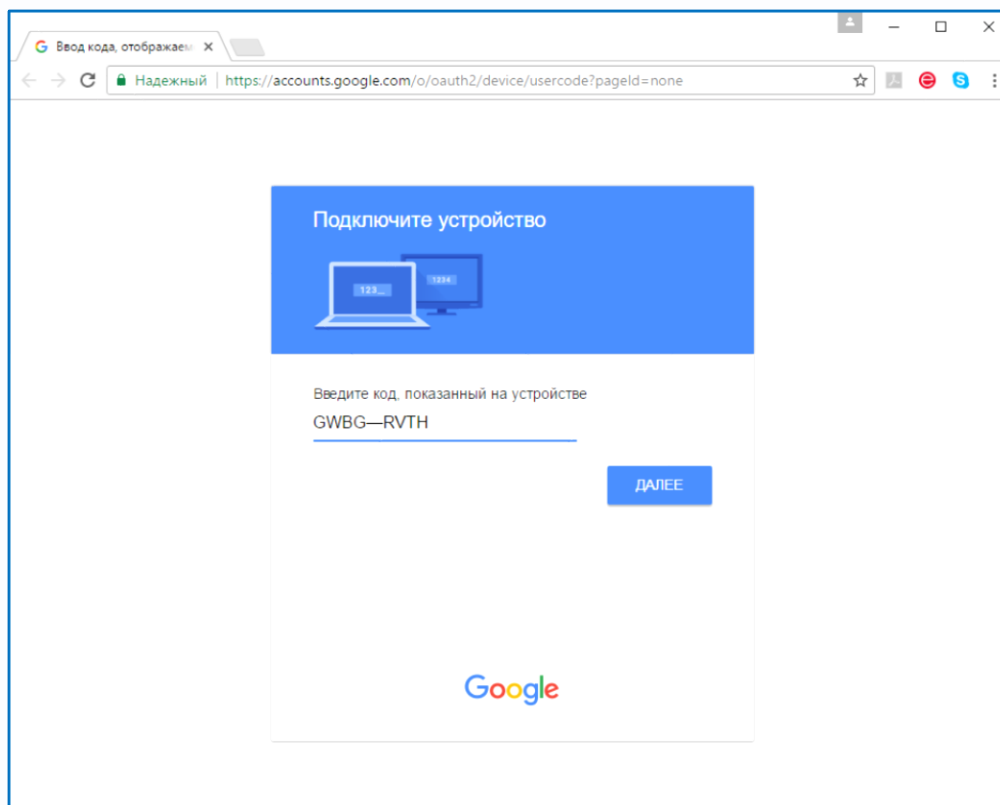 Ввод кода, отображаем
Надежный https://accounts.google.com/o/oauth2/device/usercode?pageId=none
Подключите устройство
123...
1234
Введите код, показанный на устройстве
GWBG—RVTH
ДАЛЕЕ
Google